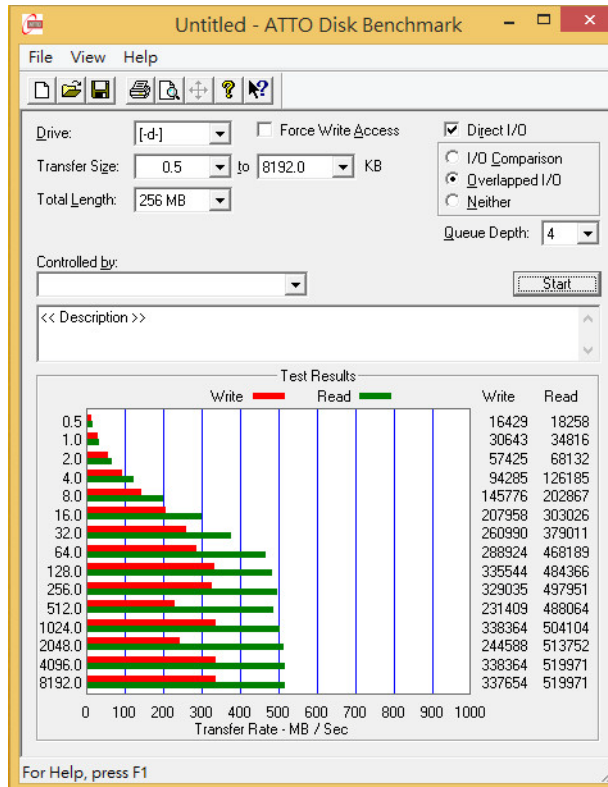 Untitled - ATTO Disk Benchmark
File View Help
Drive: [-d-] Force Write Access Direct I/O
Transfer Size: 0.5 to 8192.0 KB I/O Comparison
Overlapped I/O
Total Length: 256 MB Neither
Queue Depth: 4
Controlled by:
Start
<< Description >>
Test Results
Write Read Write Read
0.5 16429 18258
1.0 30643 34816
2.0 57425 68132
4.0 94285 126185
8.0 145776 202867
16.0 207958 303026
32.0 260990 379011
64.0 288924 468189
128.0 335544 484366
256.0 329035 497951
512.0 231409 488064
1024.0 338364 504104
2048.0 244588 513752
4096.0 338364 519971
8192.0 337654 519971
0 100 200 300 400 500 600 700 800 900 1000
Transfer Rate - MB / Sec
For Help, press F1